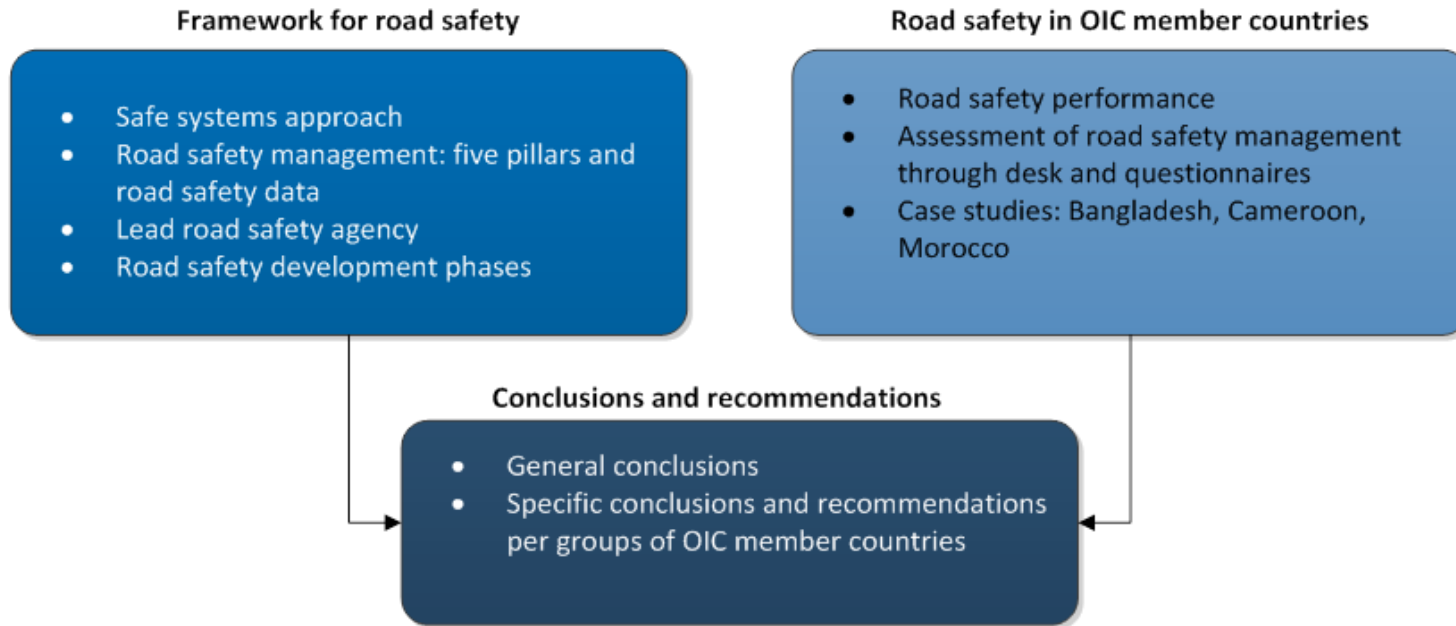 Framework for road safety
• Safe systems approach
• Road safety management: five pillars and
road safety data
• Lead road safety agency
• Road safety development phases
Road safety in OIC member countries
• Road safety performance
• Assessment of road safety management
through desk and questionnaires
• Case studies: Bangladesh, Cameroon,
Morocco
Conclusions and recommendations
• General conclusions
• Specific conclusions and recommendations
per groups of OIC member countries